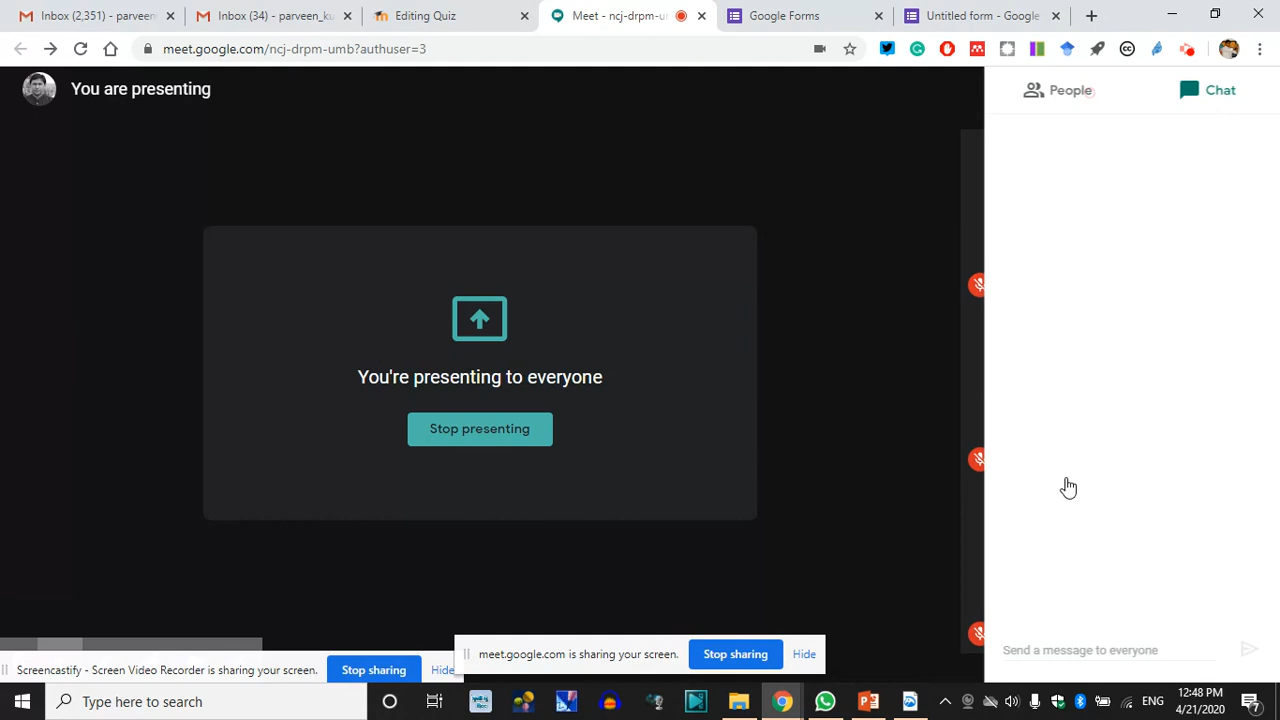 Inbox (2,351) - parveen
Inbox (34) - parveen_ku
Editing Quiz
Meet - ncj-drpm-um
Google Forms
Untitled form - Google
meet.google.com/ncj-drpm-umb?authuser=3
You are presenting
People
Chat
You're presenting to everyone
Stop presenting
Send a message to everyone
meet.google.com is sharing your screen.
Stop sharing
Hide
Screencastify - Screen Video Recorder is sharing your screen.
Stop sharing
Hide
Type here to search
ENG
12:48 PM
4/21/2020
7